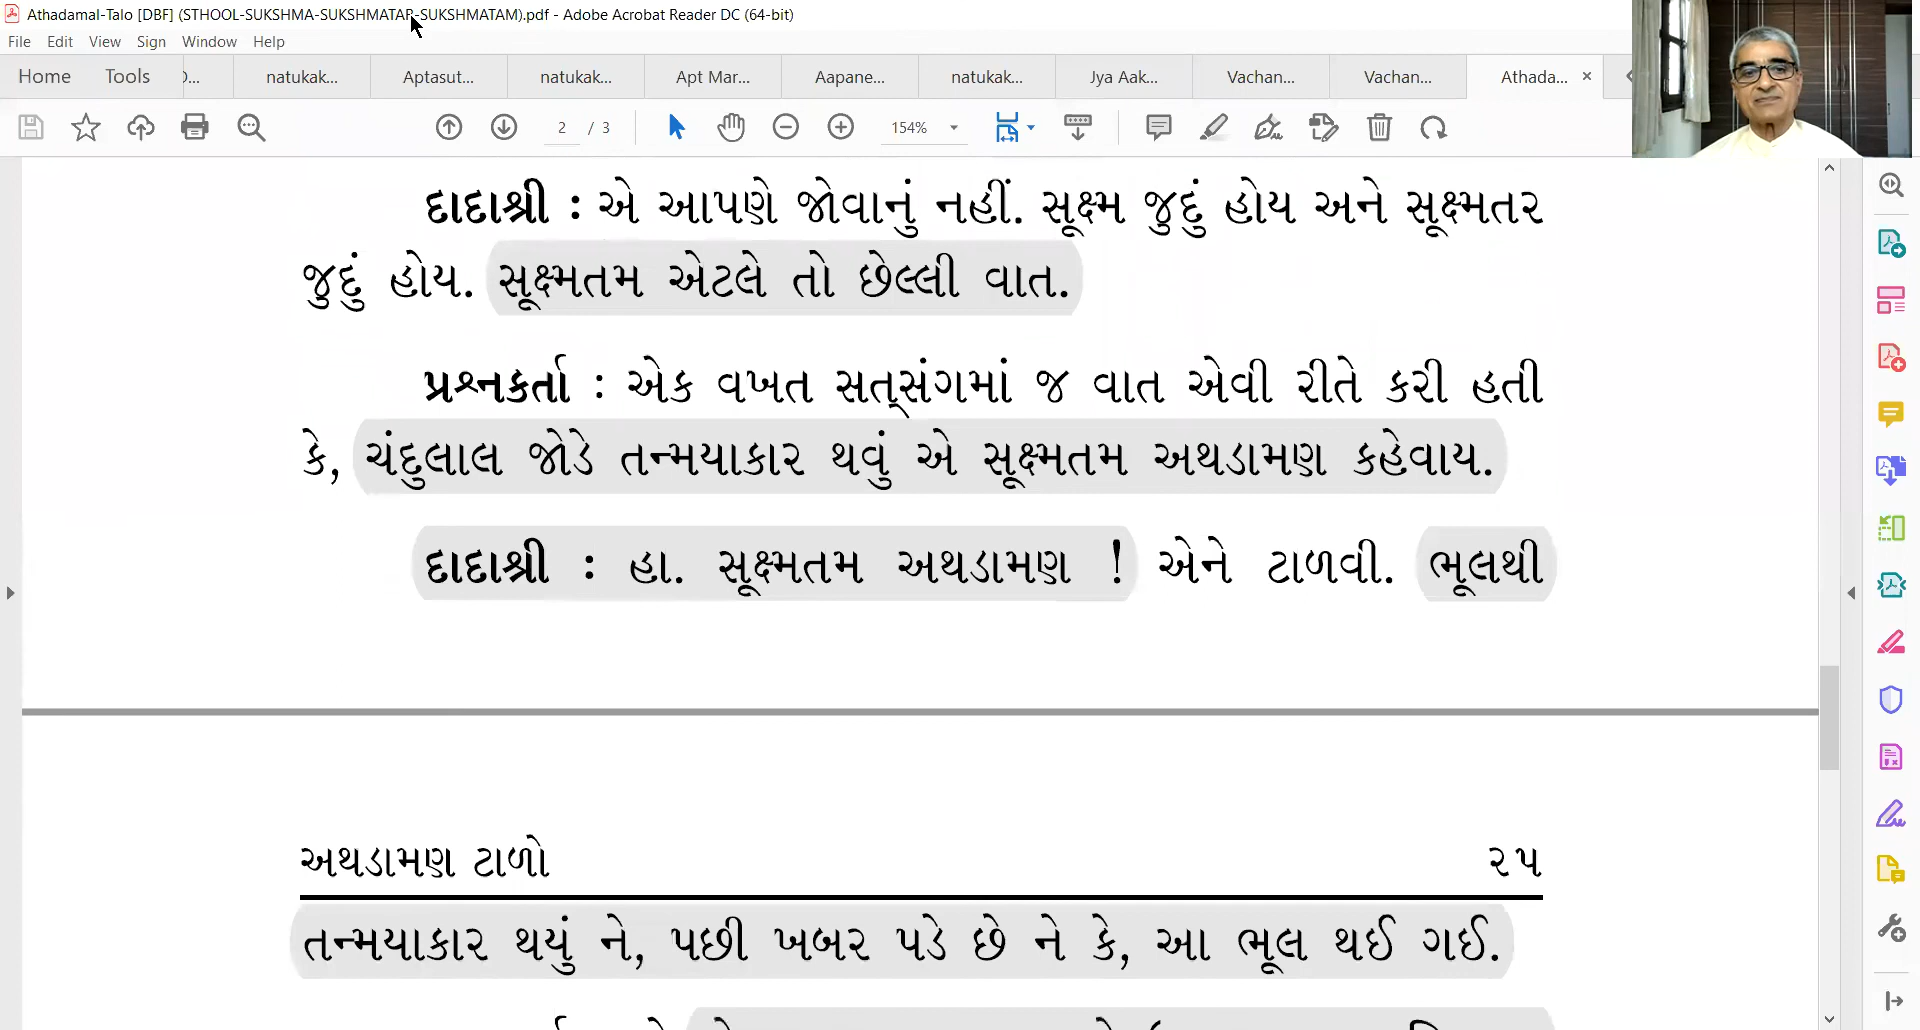 Athadamal-Talo [DBF] (STHOOL-SUKSHMA-SUKSHMATAR-SUKSHMATAM).pdf - Adobe Acrobat Reader DC (64-bit)
File Edit View Sign Window Help
Home Tools natukak... Aptasut... natukak... Apt Mar... Aapane... natukak... Jya Aak... Vachan... Vachan... Athada...
2 / 3 154%
દાદાશ્રી : એ આપણે જોવાનું નહીં. સૂક્ષ્મ જુદું હોય અને સૂક્ષ્મતર
જુદું હોય. સૂક્ષ્મતમ એટલે તો છેલ્લી વાત.
પ્રશ્નકર્તા : એક વખત સત્‌સંગમાં જ વાત એવી રીતે કરી હતી
કે, ચંદુલાલ જોડે તન્મયાકાર થવું એ સૂક્ષ્મતમ અથડામણ કહેવાય.
દાદાશ્રી : હા. સૂક્ષ્મતમ અથડામણ ! એને ટાળવી. ભૂલથી
અથડામણ ટાળો ૨૫
તન્મયાકાર થયું ને, પછી ખબર પડે છે ને કે, આ ભૂલ થઈ ગઈ.